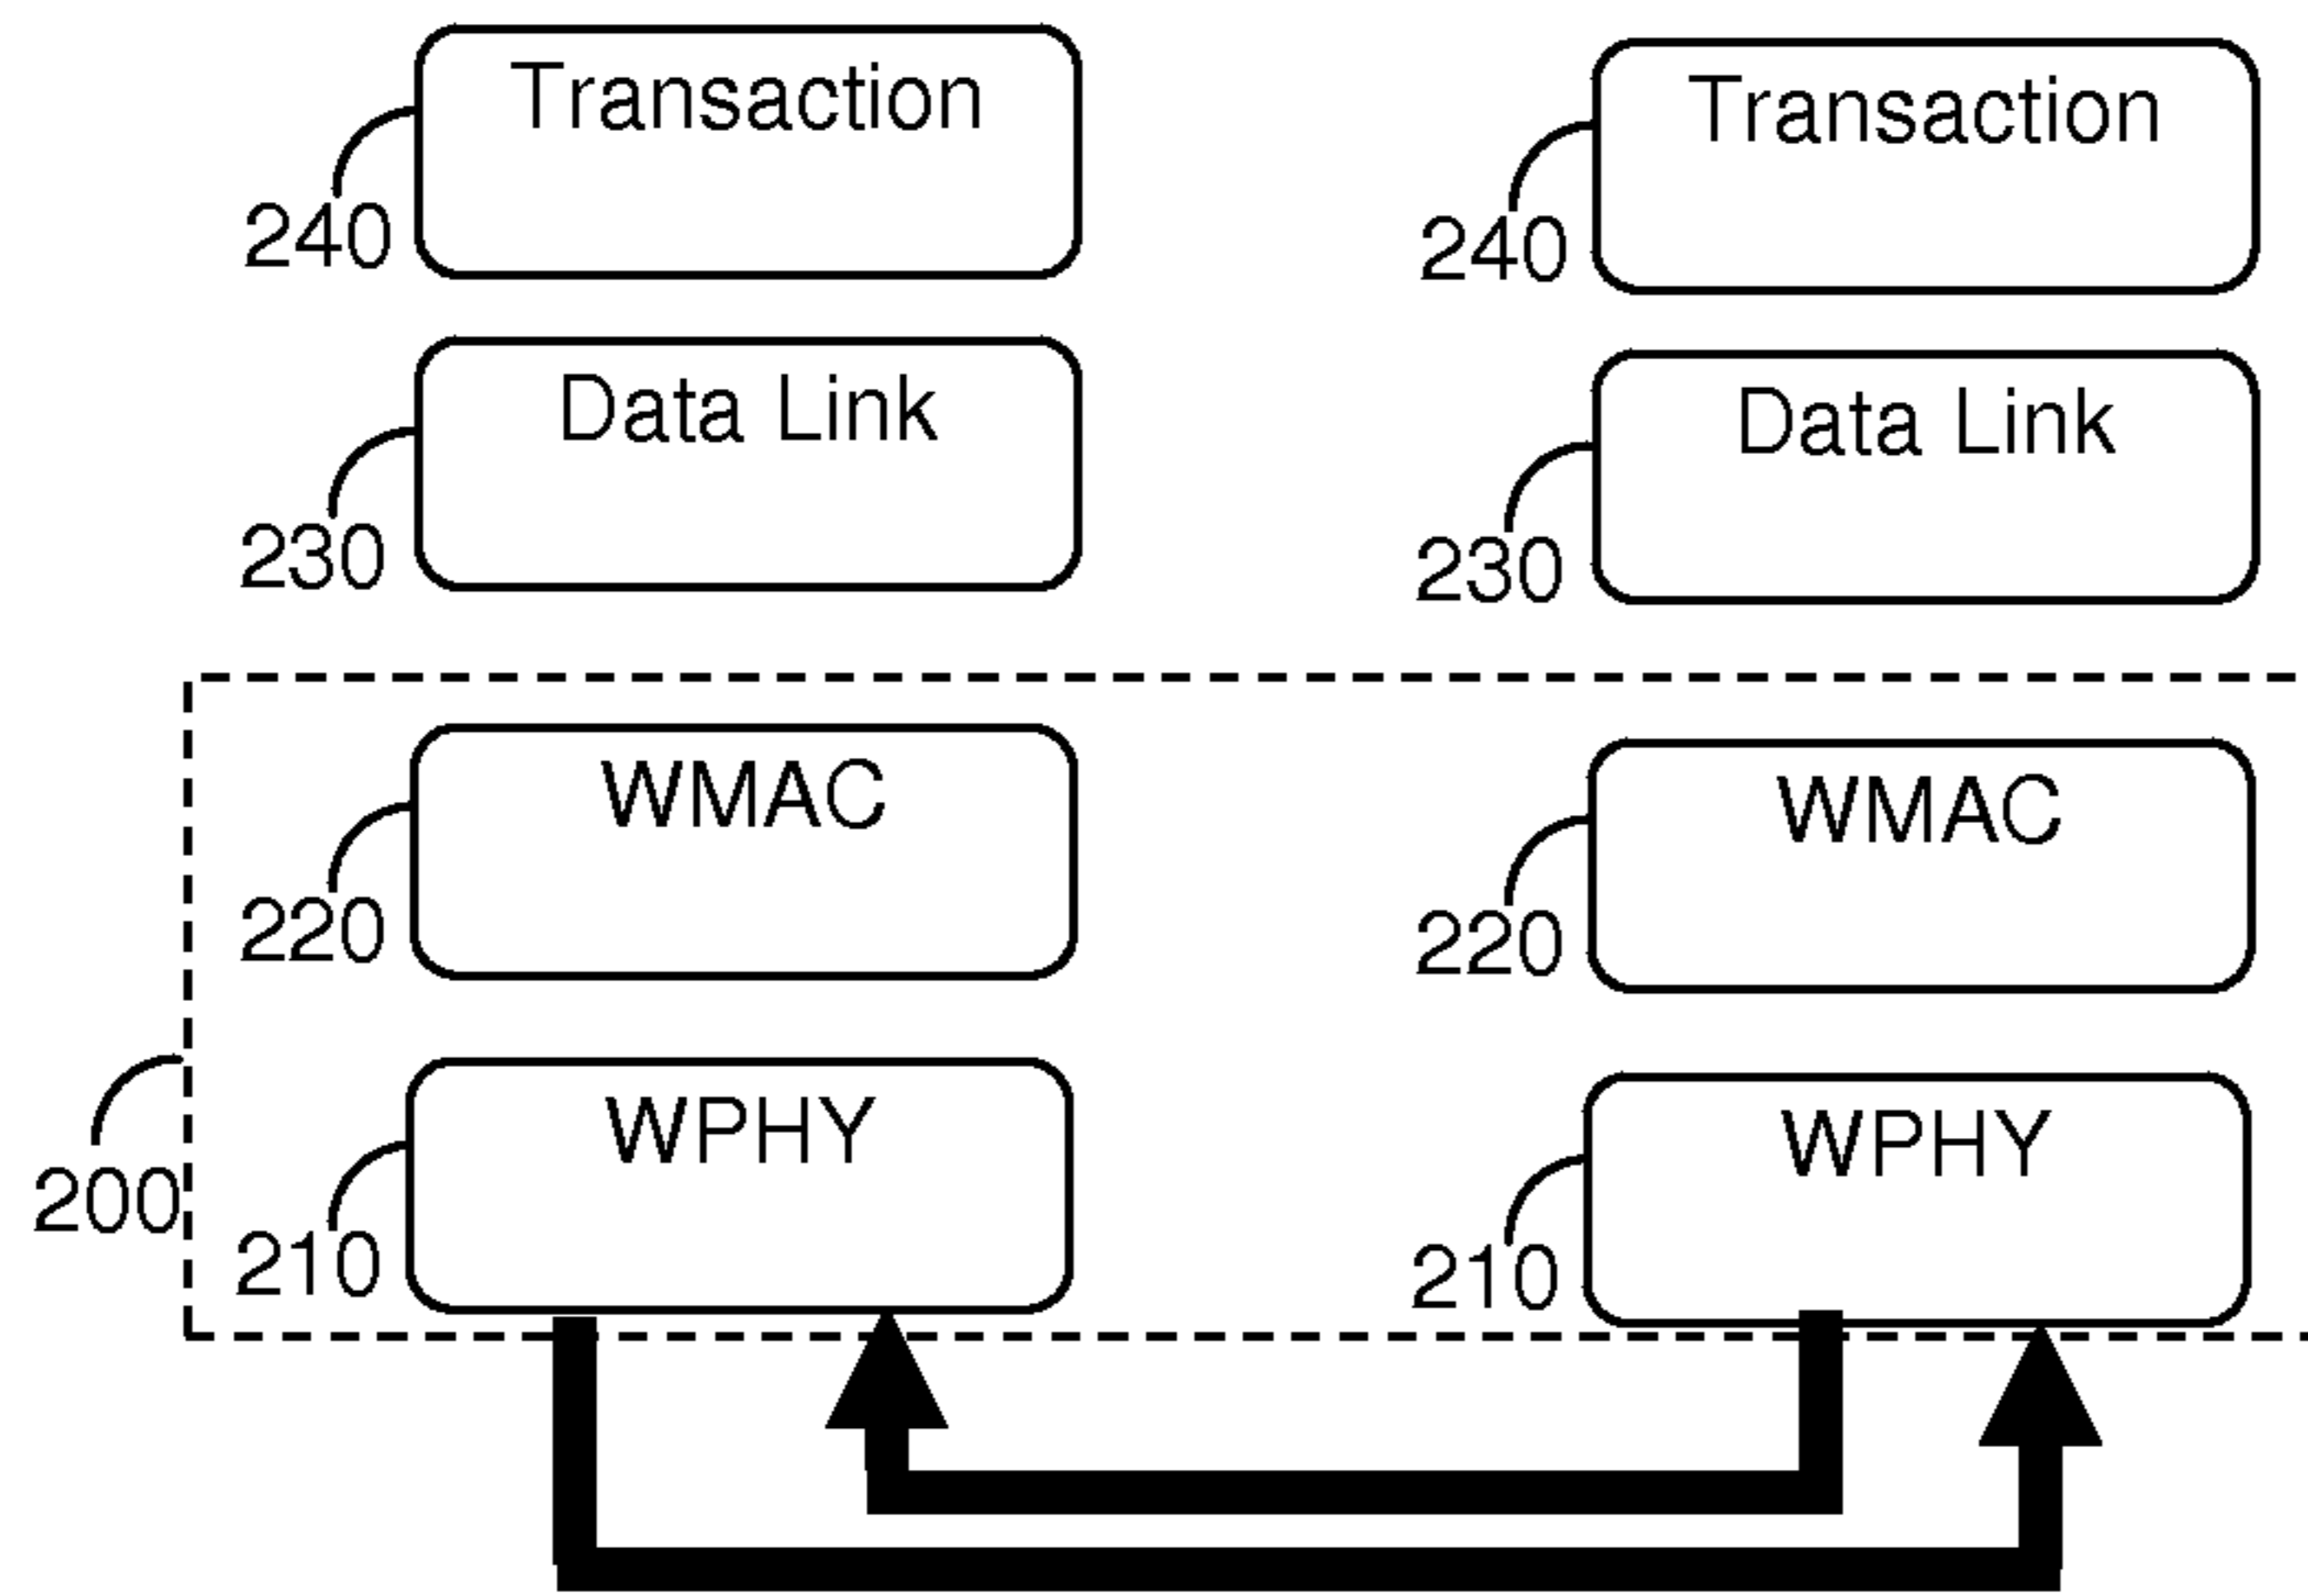 Transaction Transaction
240 240
Data Link Data Link
230 230
WMAC WMAC
220 220
WPHY WPHY
200 210 210